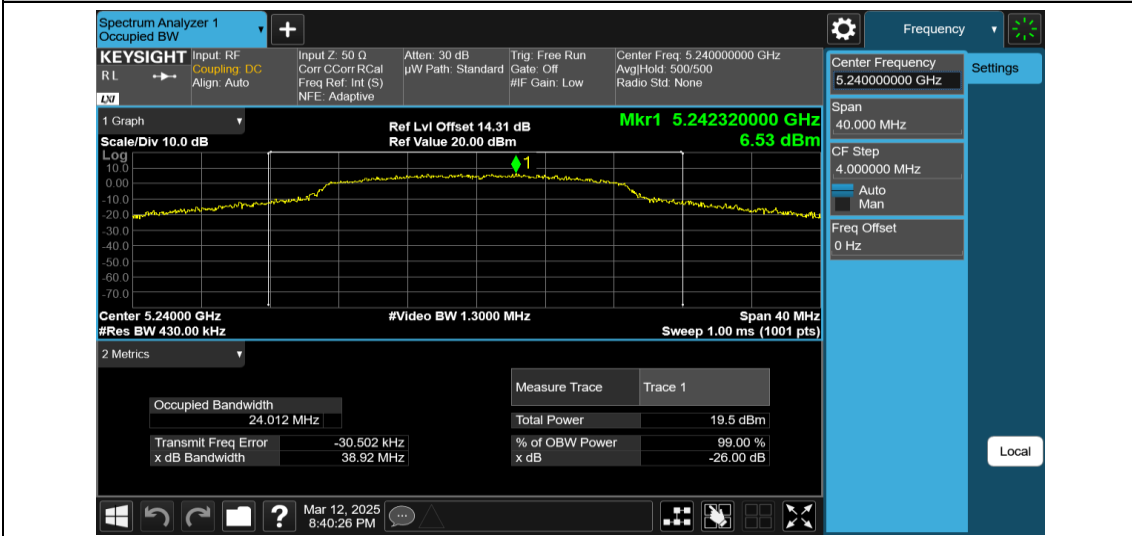 Spectrum Analyzer 1
Occupied BW
Frequency
KEYSIGHT
R L
LXI
Input: RF
Coupling: DC
Align: Auto
Input Z: 50 Ω
Corr CCorr RCal
Freq Ref: Int (S)
NFE: Adaptive
Atten: 30 dB
µW Path: Standard
Trig: Free Run
Gate: Off
#IF Gain: Low
Center Freq: 5.240000000 GHz
Avg|Hold: 500/500
Radio Std: None
Center Frequency
5.240000000 GHz
Settings
Span
40.000 MHz
CF Step
4.000000 MHz
Auto
Man
Freq Offset
0 Hz
1 Graph
Scale/Div 10.0 dB
Ref Lvl Offset 14.31 dB
Ref Value 20.00 dBm
Mkr1 5.242320000 GHz
6.53 dBm
Log
1
10.0
0.00
-10.0
-20.0
-30.0
-40.0
-50.0
-60.0
-70.0
Center 5.24000 GHz
#Res BW 430.00 kHz
#Video BW 1.3000 MHz
Span 40 MHz
Sweep 1.00 ms (1001 pts)
2 Metrics
Measure Trace Trace 1
Occupied Bandwidth
24.012 MHz
Total Power 19.5 dBm
Transmit Freq Error -30.502 kHz
% of OBW Power 99.00 %
x dB Bandwidth 38.92 MHz
x dB -26.00 dB
Local
?
Mar 12, 2025
8:40:26 PM